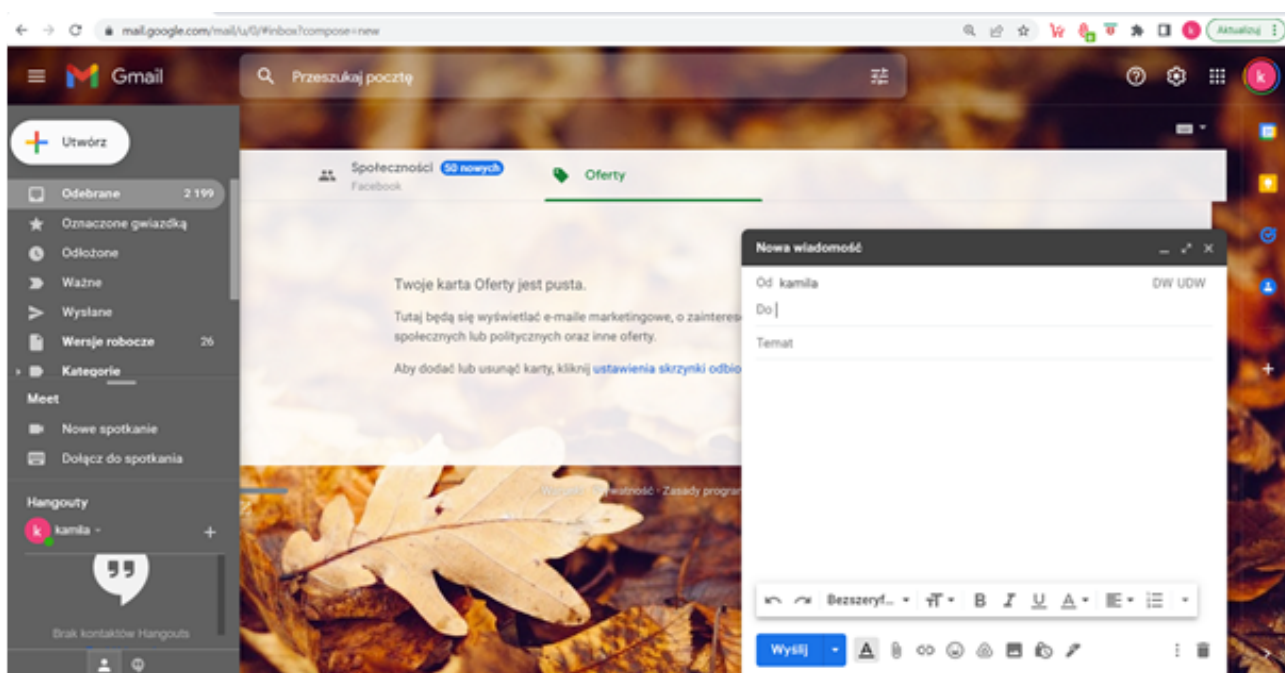 mail.google.com/mail/u/0/#inbox?compose=new
Aktualizuj
Gmail
Przeszukaj pocztę
k
Utwórz
Społeczności 50 nowych
Facebook
Oferty
Odebrane 2 199
Oznaczone gwiazdką
Odłożone
Ważne
Wysłane
Wersje robocze 26
Kategorie
Meet
Nowe spotkanie
Dołącz do spotkania
Hangouty
k kamila
Brak kontaktów Hangouts
Twoje karta Oferty jest pusta.
Tutaj będą się wyświetlać e-maile marketingowe, o zaintereso
społecznych lub politycznych oraz inne oferty.
Aby dodać lub usunąć karty, kliknij ustawienia skrzynki odbio
Prywatność · Zasady program
Nowa wiadomość
Od kamila DW UDW
Do
Temat
Bezszeryf...
B I U A
Wyślij A